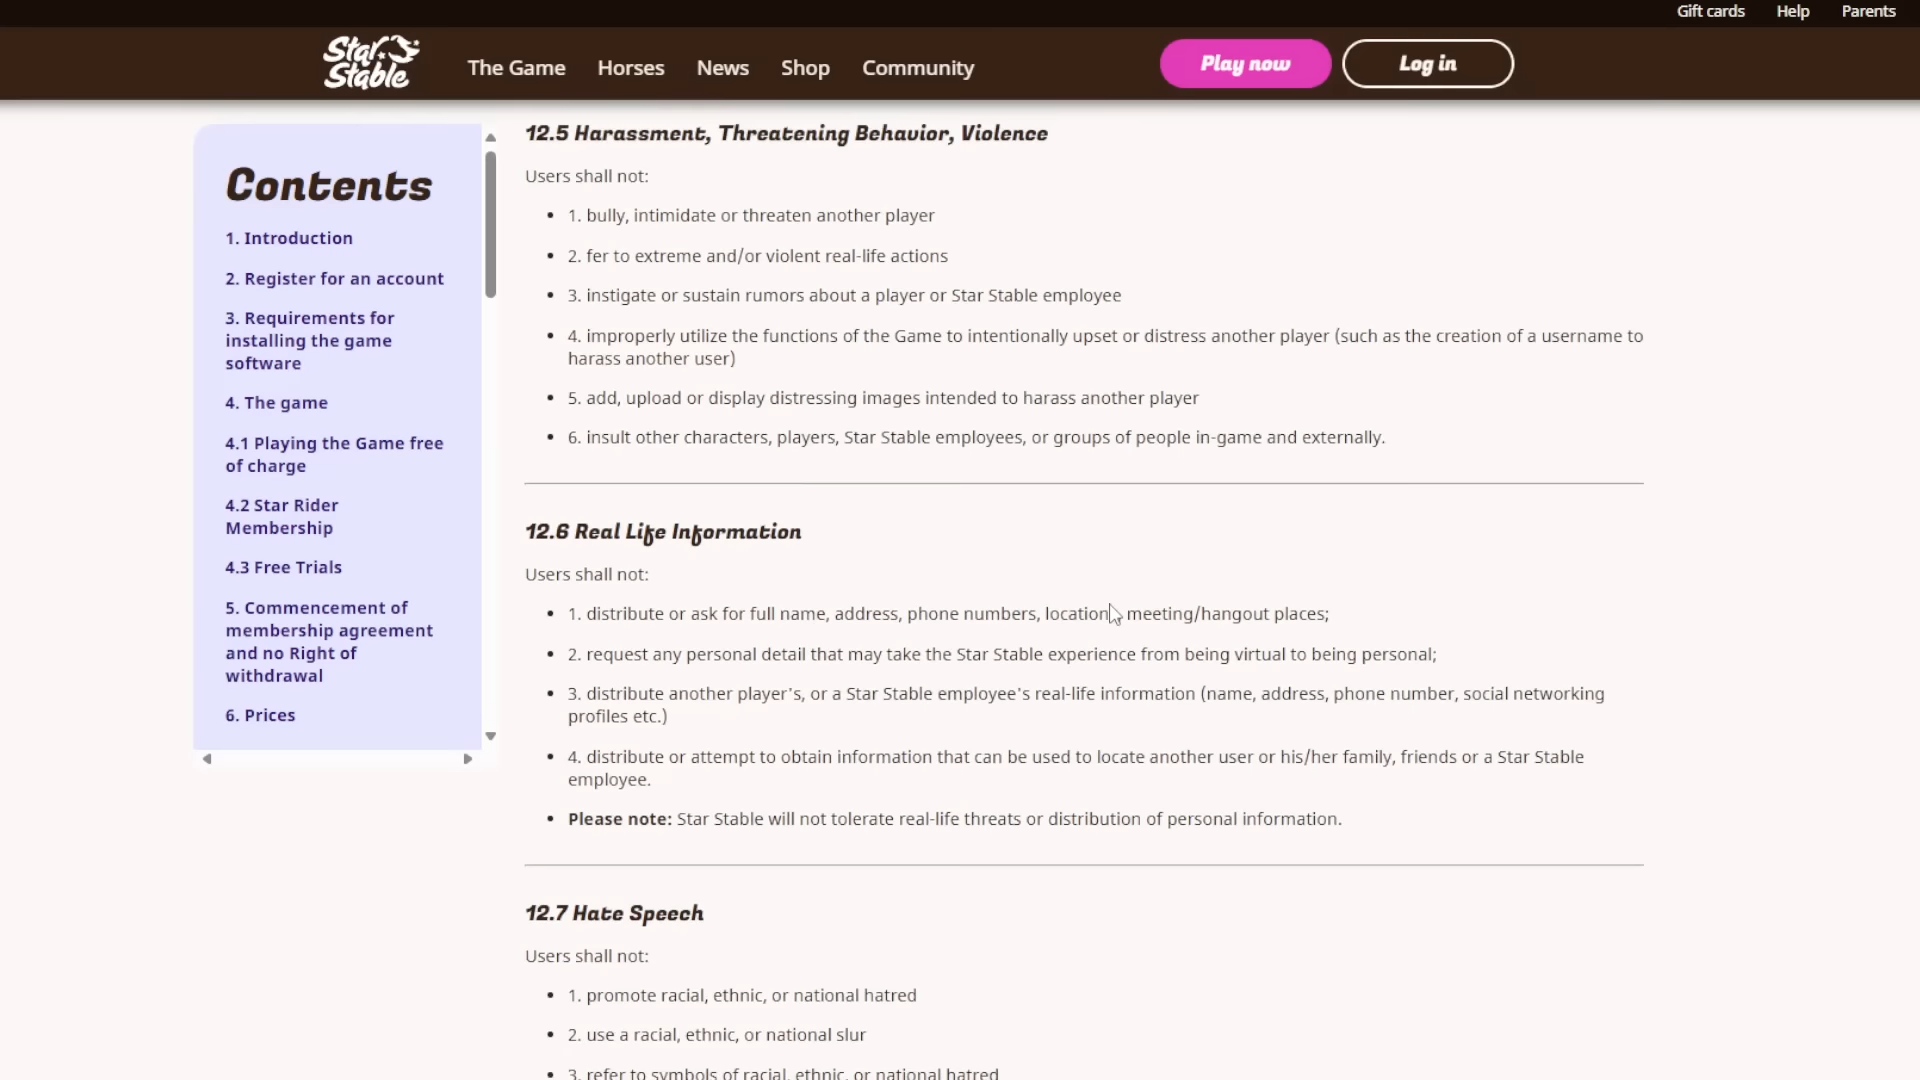 Gift cards Help Parents
Star Stable
The Game Horses News Shop Community Play now Log in
Contents
1. Introduction
2. Register for an account
3. Requirements for
installing the game
software
4. The game
4.1 Playing the Game free
of charge
4.2 Star Rider
Membership
4.3 Free Trials
5. Commencement of
membership agreement
and no Right of
withdrawal
6. Prices
12.5 Harassment, Threatening Behavior, Violence
Users shall not:
• 1. bully, intimidate or threaten another player
• 2. fer to extreme and/or violent real-life actions
• 3. instigate or sustain rumors about a player or Star Stable employee
• 4. improperly utilize the functions of the Game to intentionally upset or distress another player (such as the creation of a username to
harass another user)
• 5. add, upload or display distressing images intended to harass another player
• 6. insult other characters, players, Star Stable employees, or groups of people in-game and externally.
12.6 Real Life Information
Users shall not:
• 1. distribute or ask for full name, address, phone numbers, location, meeting/hangout places;
• 2. request any personal detail that may take the Star Stable experience from being virtual to being personal;
• 3. distribute another player's, or a Star Stable employee's real-life information (name, address, phone number, social networking
profiles etc.)
• 4. distribute or attempt to obtain information that can be used to locate another user or his/her family, friends or a Star Stable
employee.
• Please note: Star Stable will not tolerate real-life threats or distribution of personal information.
12.7 Hate Speech
Users shall not:
• 1. promote racial, ethnic, or national hatred
• 2. use a racial, ethnic, or national slur
• 3. refer to symbols of racial, ethnic, or national hatred